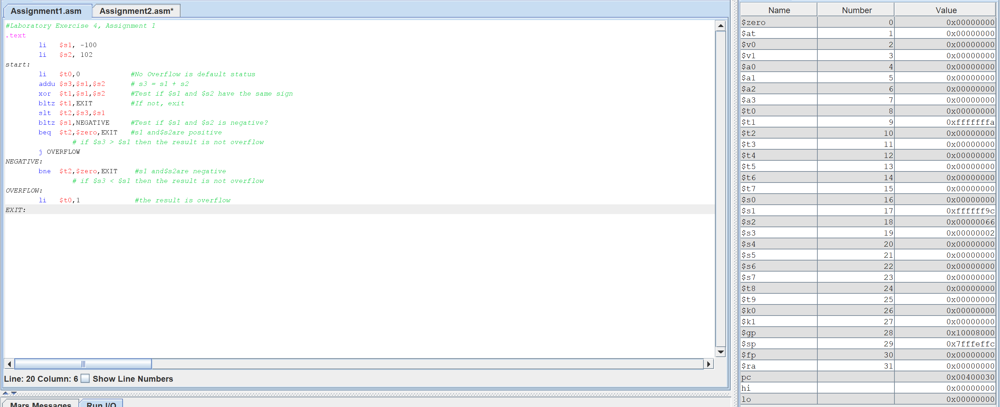 Assignment1.asm Assignment2.asm*
#Laboratory Exercise 4, Assignment 1
.text
li $s1, -100
li $s2, 102
start:
li $t0,0 #No Overflow is default status
addu $s3,$s1,$s2 # s3 = s1 + s2
xor $t1,$s1,$s2 #Test if $s1 and $s2 have the same sign
bltz $t1,EXIT #If not, exit
slt $t2,$s3,$s1
bltz $s1,NEGATIVE #Test if $s1 and $s2 is negative?
beq $t2,$zero,EXIT #s1 and$s2are positive
# if $s3 > $s1 then the result is not overflow
j OVERFLOW
NEGATIVE:
bne $t2,$zero,EXIT #s1 and$s2are negative
# if $s3 < $s1 then the result is not overflow
OVERFLOW:
li $t0,1 #the result is overflow
EXIT:
Line: 20 Column: 6 Show Line Numbers
Mars Messages Run I/O
Name Number Value
$zero 0 0x00000000
$at 1 0x00000000
$v0 2 0x00000000
$v1 3 0x00000000
$a0 4 0x00000000
$a1 5 0x00000000
$a2 6 0x00000000
$a3 7 0x00000000
$t0 8 0x00000000
$t1 9 0xfffffffa
$t2 10 0x00000000
$t3 11 0x00000000
$t4 12 0x00000000
$t5 13 0x00000000
$t6 14 0x00000000
$t7 15 0x00000000
$s0 16 0x00000000
$s1 17 0xffffff9c
$s2 18 0x00000066
$s3 19 0x00000002
$s4 20 0x00000000
$s5 21 0x00000000
$s6 22 0x00000000
$s7 23 0x00000000
$t8 24 0x00000000
$t9 25 0x00000000
$k0 26 0x00000000
$k1 27 0x00000000
$gp 28 0x10008000
$sp 29 0x7fffeffc
$fp 30 0x00000000
$ra 31 0x00000000
pc 0x00400030
hi 0x00000000
lo 0x00000000